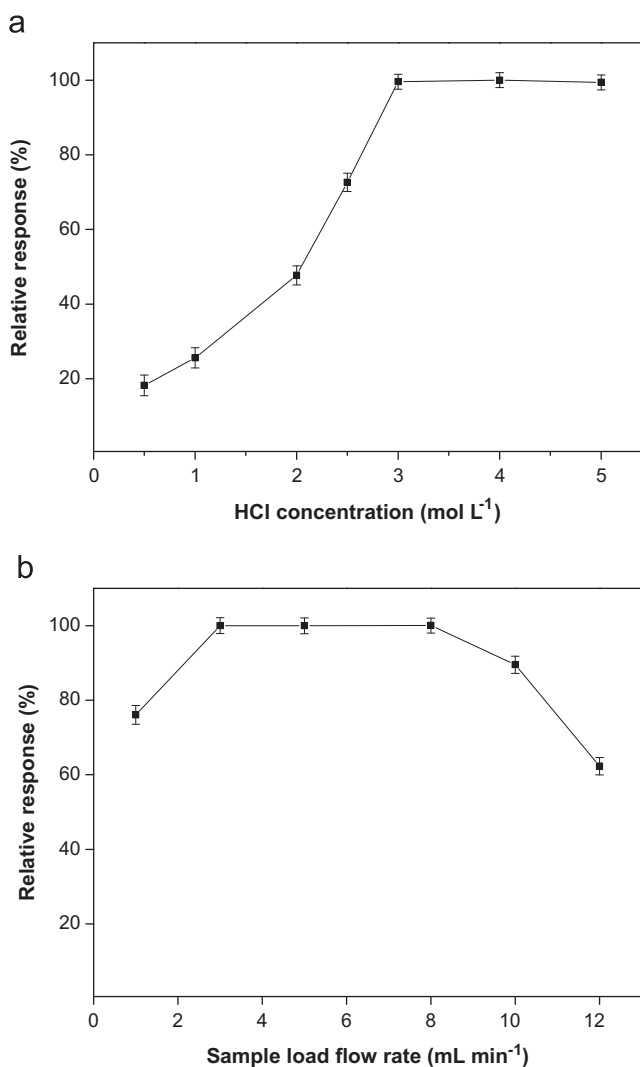 a
100
80
60
40
20
Relative response (%)
0 1 2 3 4 5
HCl concentration (mol L-1)
b
100
80
60
40
20
Relative response (%)
0 2 4 6 8 10 12
Sample load flow rate (mL min-1)